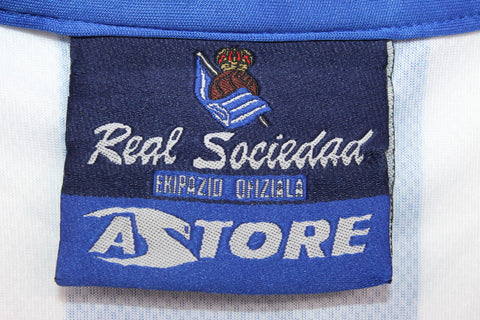 Real Sociedad
EKIPAZIO OFIZIALA
ASTORE